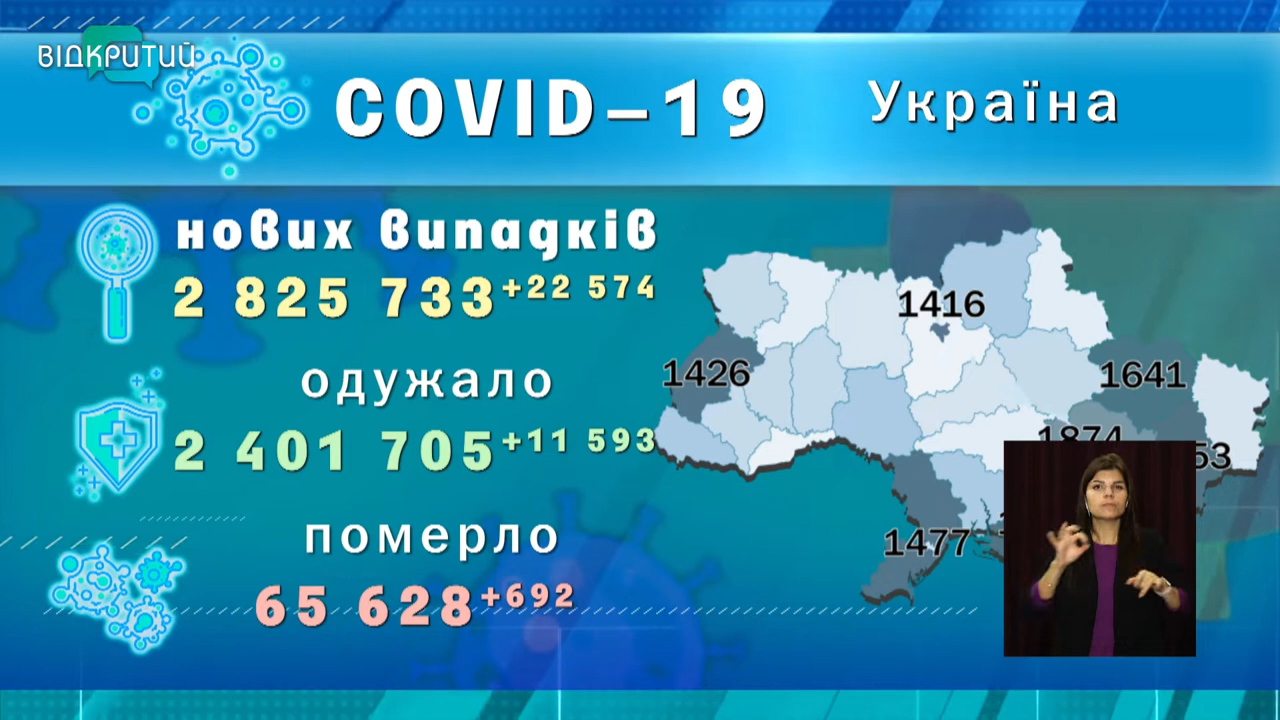 ВІДКРИТИЙ
COVID–19
Україна
нових випадків
2 825 733 +22 574
одужало
2 401 705 +11 593
померло
65 628 +692
1416
1426
1641
1874
53
1477